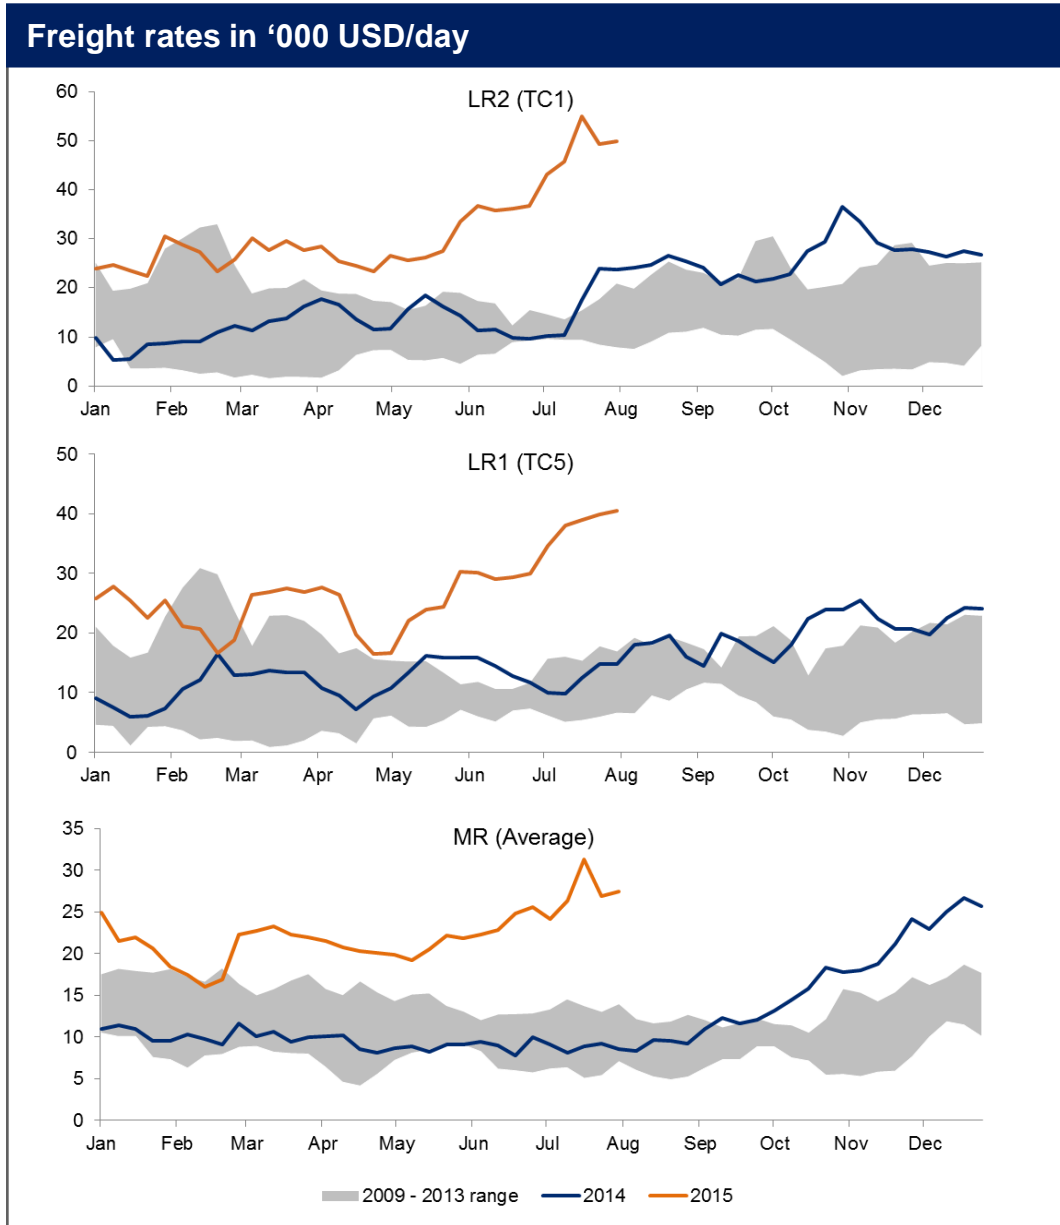 Freight rates in ‘000 USD/day
LR2 (TC1)
60
50
40
30
20
10
0
Jan Feb Mar Apr May Jun Jul Aug Sep Oct Nov Dec
LR1 (TC5)
50
40
30
20
10
0
Jan Feb Mar Apr May Jun Jul Aug Sep Oct Nov Dec
MR (Average)
35
30
25
20
15
10
5
0
Jan Feb Mar Apr May Jun Jul Aug Sep Oct Nov Dec
2009 - 2013 range 2014 2015